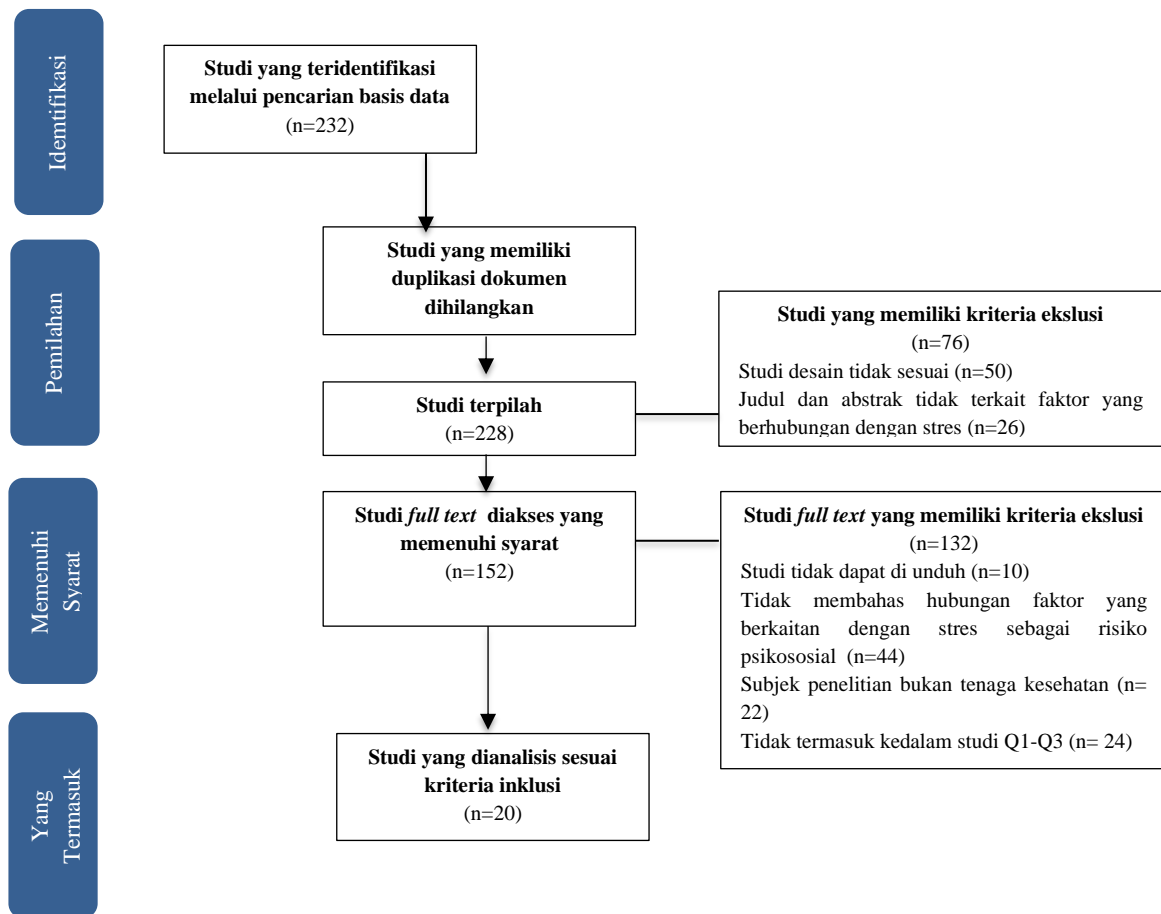 Idemtifikasi
Studi yang teridentifikasi
melalui pencarian basis data
(n=232)
Pemilahan
Studi yang memiliki
duplikasi dokumen
dihilangkan
Studi terpilah
(n=228)
Studi yang memiliki kriteria ekslusi
(n=76)
Studi desain tidak sesuai (n=50)
Judul dan abstrak tidak terkait faktor yang
berhubungan dengan stres (n=26)
Memenuhi
Syarat
Studi full text diakses yang
memenuhi syarat
(n=152)
Studi full text yang memiliki kriteria ekslusi
(n=132)
Studi tidak dapat di unduh (n=10)
Tidak membahas hubungan faktor yang
berkaitan dengan stres sebagai risiko
psikososial (n=44)
Subjek penelitian bukan tenaga kesehatan (n=
22)
Tidak termasuk kedalam studi Q1-Q3 (n= 24)
Yang
Termasuk
Studi yang dianalisis sesuai
kriteria inklusi
(n=20)